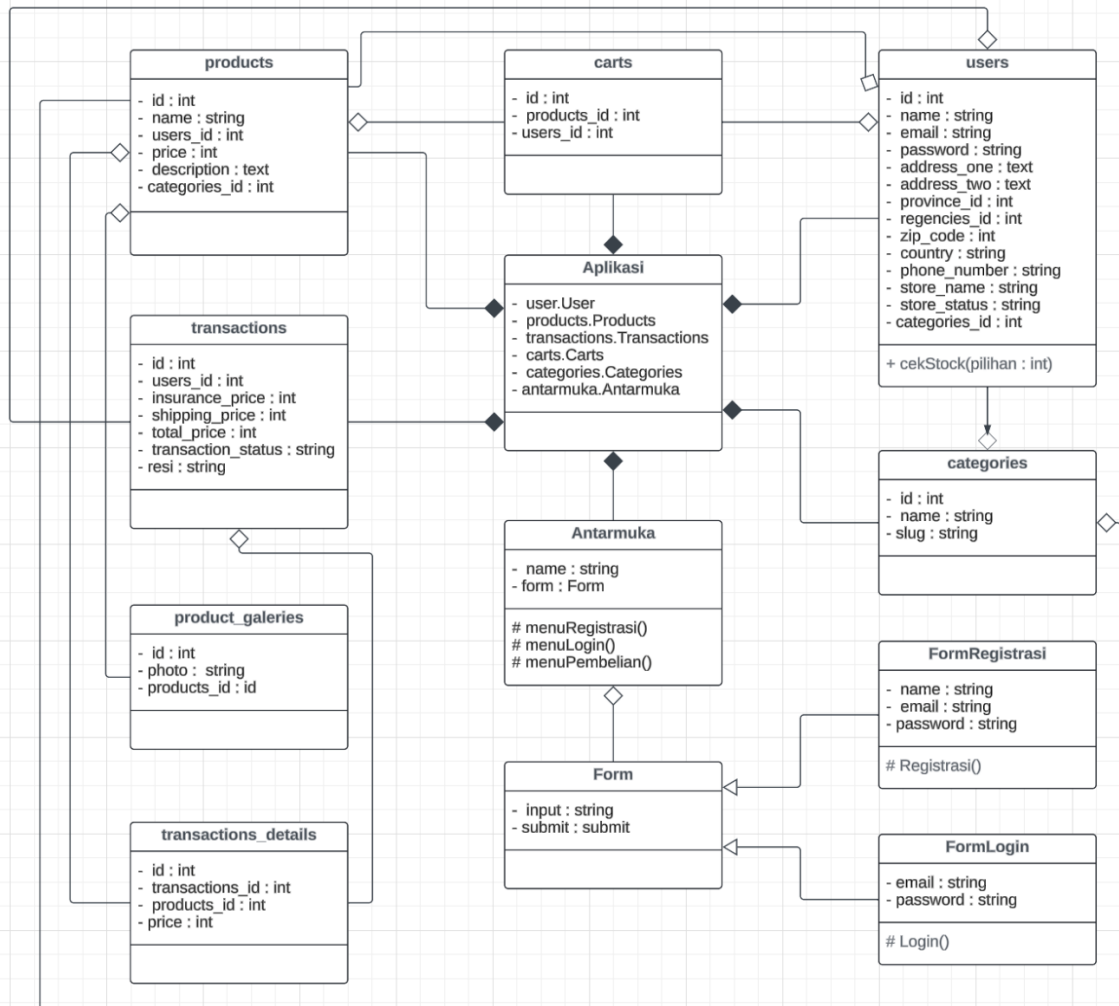 products
- id : int
- name : string
- users_id : int
- price : int
- description : text
- categories_id : int
carts
- id : int
- products_id : int
- users_id : int
users
- id : int
- name : string
- email : string
- password : string
- address_one : text
- address_two : text
- province_id : int
- regencies_id : int
- zip_code : int
- country : string
- phone_number : string
- store_name : string
- store_status : string
- categories_id : int
+ cekStock(pilihan : int)
Aplikasi
- user.User
- products.Products
- transactions.Transactions
- carts.Carts
- categories.Categories
- antarmuka.Antarmuka
transactions
- id : int
- users_id : int
- insurance_price : int
- shipping_price : int
- total_price : int
- transaction_status : string
- resi : string
categories
- id : int
- name : string
- slug : string
Antarmuka
- name : string
- form : Form
# menuRegistrasi()
# menuLogin()
# menuPembelian()
product_galeries
- id : int
- photo : string
- products_id : id
FormRegistrasi
- name : string
- email : string
- password : string
# Registrasi()
Form
- input : string
- submit : submit
transactions_details
- id : int
- transactions_id : int
- products_id : int
- price : int
FormLogin
- email : string
- password : string
# Login()